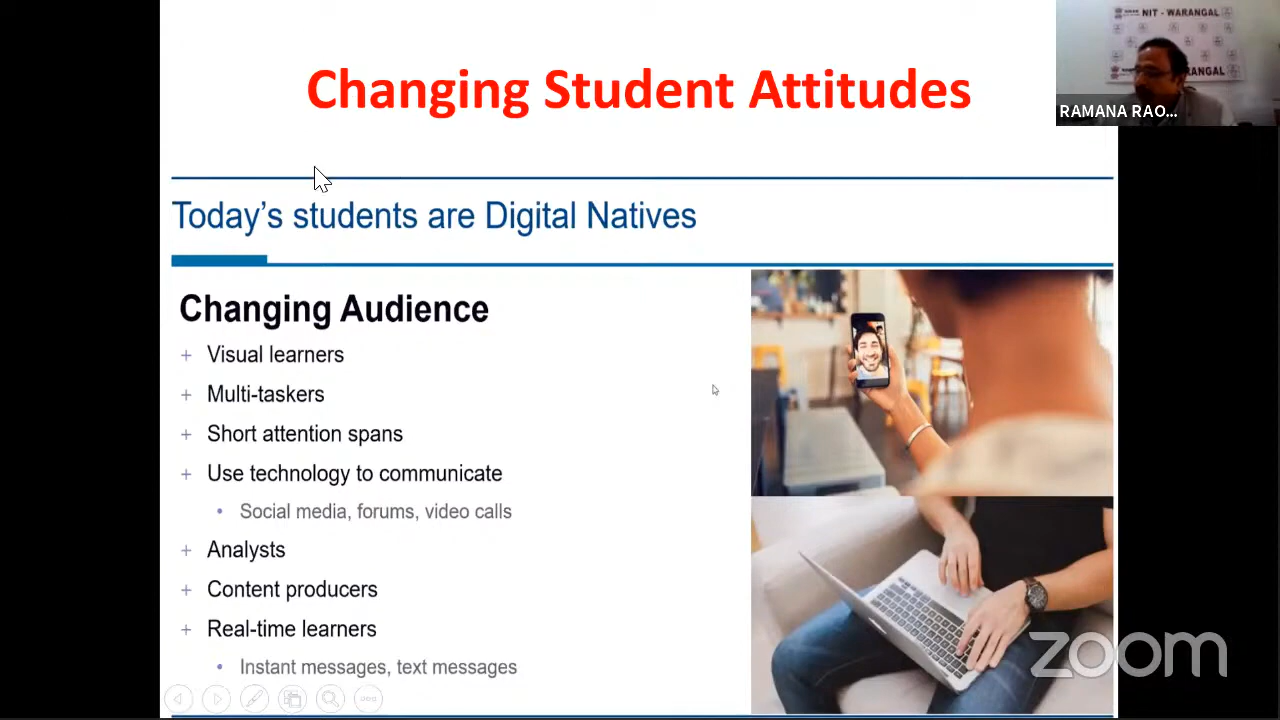 Changing Student Attitudes
NIT - WARANGAL
WARANGAL
RAMANA RAO...
Today's students are Digital Natives
Changing Audience
+ Visual learners
+ Multi-taskers
+ Short attention spans
+ Use technology to communicate
• Social media, forums, video calls
+ Analysts
+ Content producers
+ Real-time learners
• Instant messages, text messages
zoom